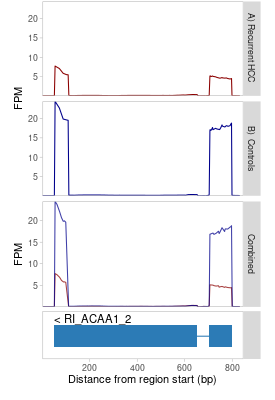 20
15
10
5
A) Recurrent HCC
FPM
20
15
10
5
B) Controls
20
15
10
5
Combined
FPM
< RI_ACAA1_2
200
400
600
800
Distance from region start (bp)